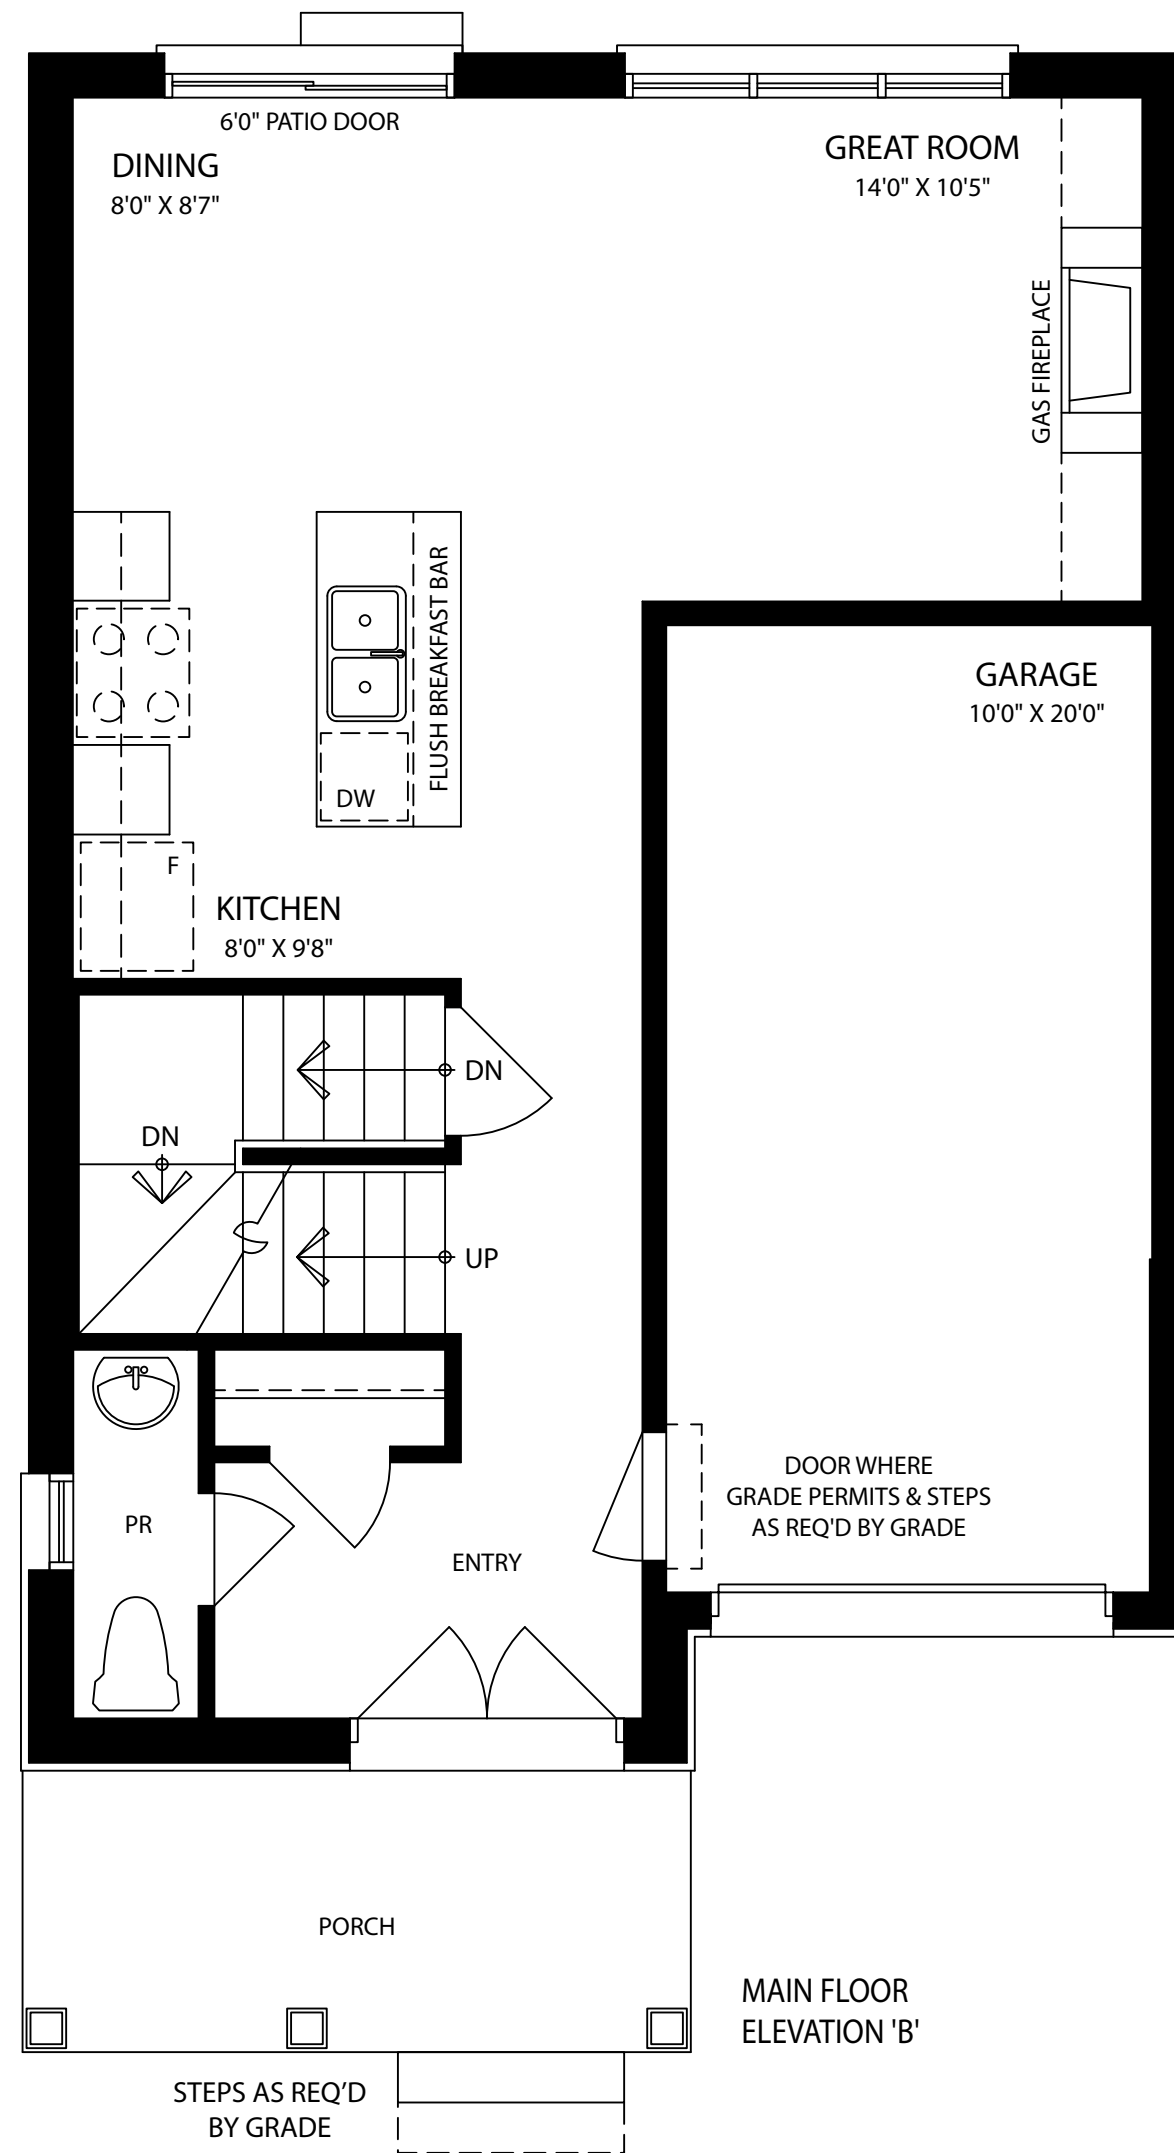 6'0" PATIO DOOR
DINING
8'0" X 8'7"
GREAT ROOM
14'0" X 10'5"
GAS FIREPLACE
FLUSH BREAKFAST BAR
DW
F
KITCHEN
8'0" X 9'8"
GARAGE
10'0" X 20'0"
DN
DN
UP
PR
ENTRY
DOOR WHERE
GRADE PERMITS & STEPS
AS REQ'D BY GRADE
PORCH
MAIN FLOOR
ELEVATION 'B'
STEPS AS REQ’D
BY GRADE